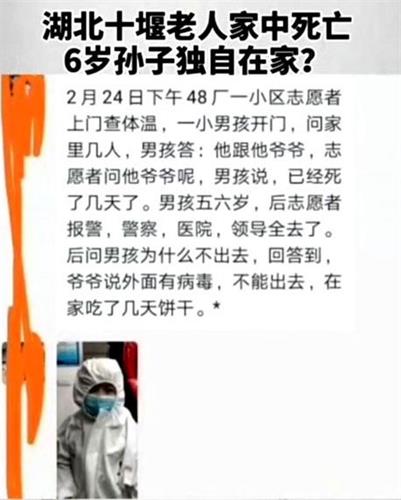 湖北十堰老人家中死亡
6岁孙子独自在家？
2月24日下午48厂一小区志愿者
上门查体温，一小男孩开门，问家
里几人，男孩答：他跟他爷爷，志
愿者问他爷爷呢，男孩说，已经死
了几天了。男孩五六岁，后志愿者
报警，警察，医院，领导全去了。
后问男孩为什么不出去，回答到，
爷爷说外面有病毒，不能出去，在
家吃了几天饼干。*